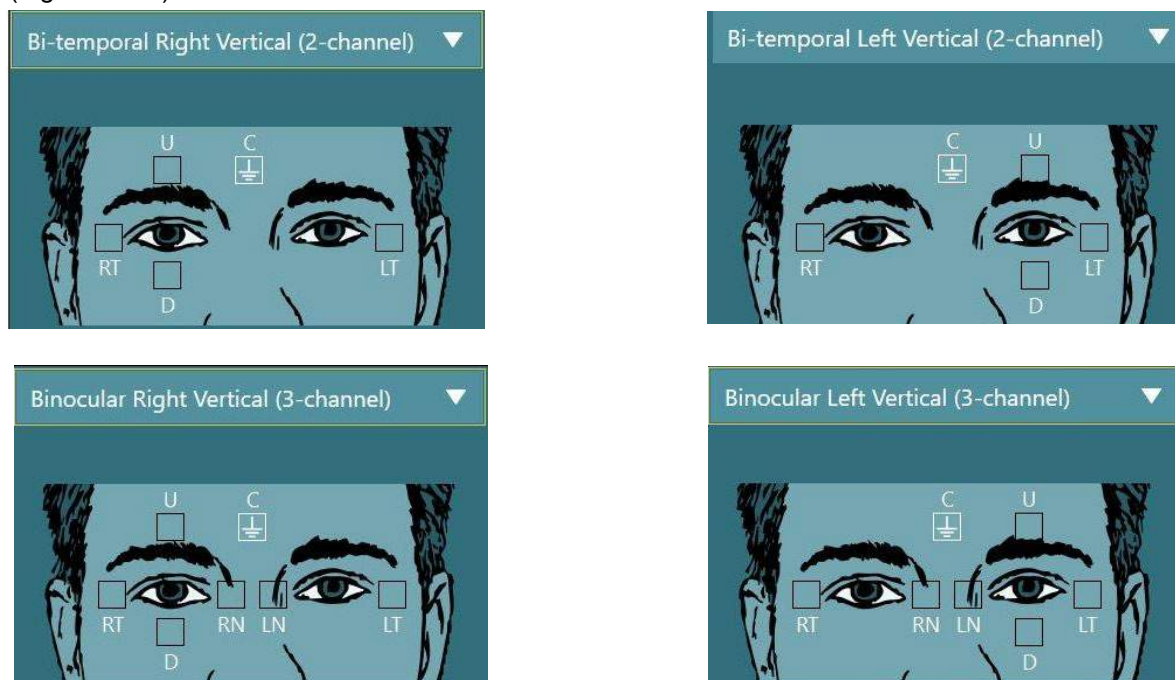 Bi-temporal Right Vertical (2-channel)
U C
RT LT
D
Bi-temporal Left Vertical (2-channel)
C U
RT LT
D
Binocular Right Vertical (3-channel)
U C
RT RN LN LT
D
Binocular Left Vertical (3-channel)
C U
RT RN LN LT
D